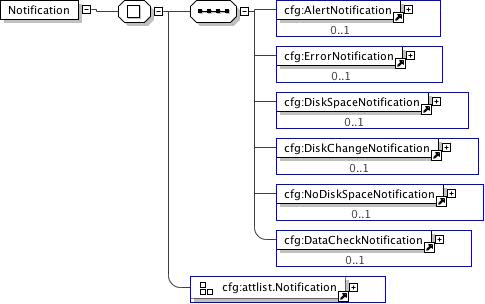 Notification
cfg:AlertNotification
0..1
cfg:ErrorNotification
0..1
cfg:DiskSpaceNotification
0..1
cfg:DiskChangeNotification
0..1
cfg:NoDiskSpaceNotification
0..1
cfg:DataCheckNotification
0..1
cfg:attlist.Notification